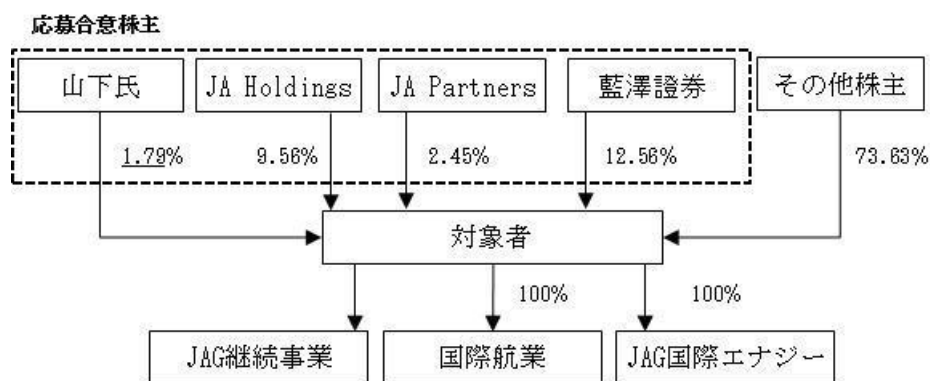 応募合意株主
山下氏 JA Holdings JA Partners 藍澤證券 その他株主
1.79% 9.56% 2.45% 12.56% 73.63%
対象者
100% 100%
JAG継続事業 国際航業 JAG国際エナジー